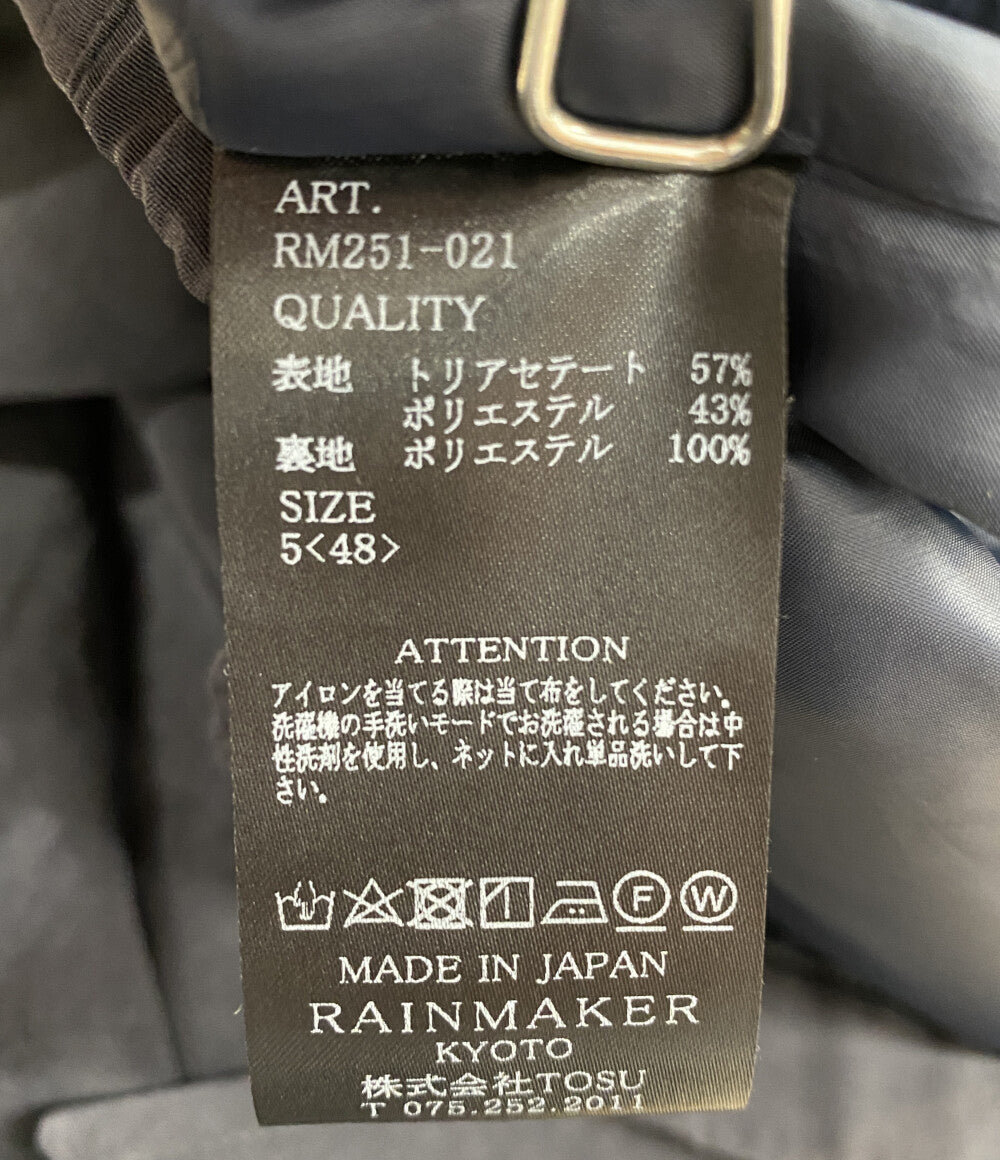 ART.
RM251-021
QUALITY
表地 トリアセテート 57%
ポリエステル 43%
裏地 ポリエステル 100%
SIZE
5<48>
ATTENTION
アイロンを当てる際は当て布をしてください。
洗濯機の手洗いモードでお洗濯される場合は中
性洗剤を使用し、ネットに入れ単品洗いして下
さい。
F W
MADE IN JAPAN
RAINMAKER
KYOTO
株式会社TOSU
T 075.252.2011